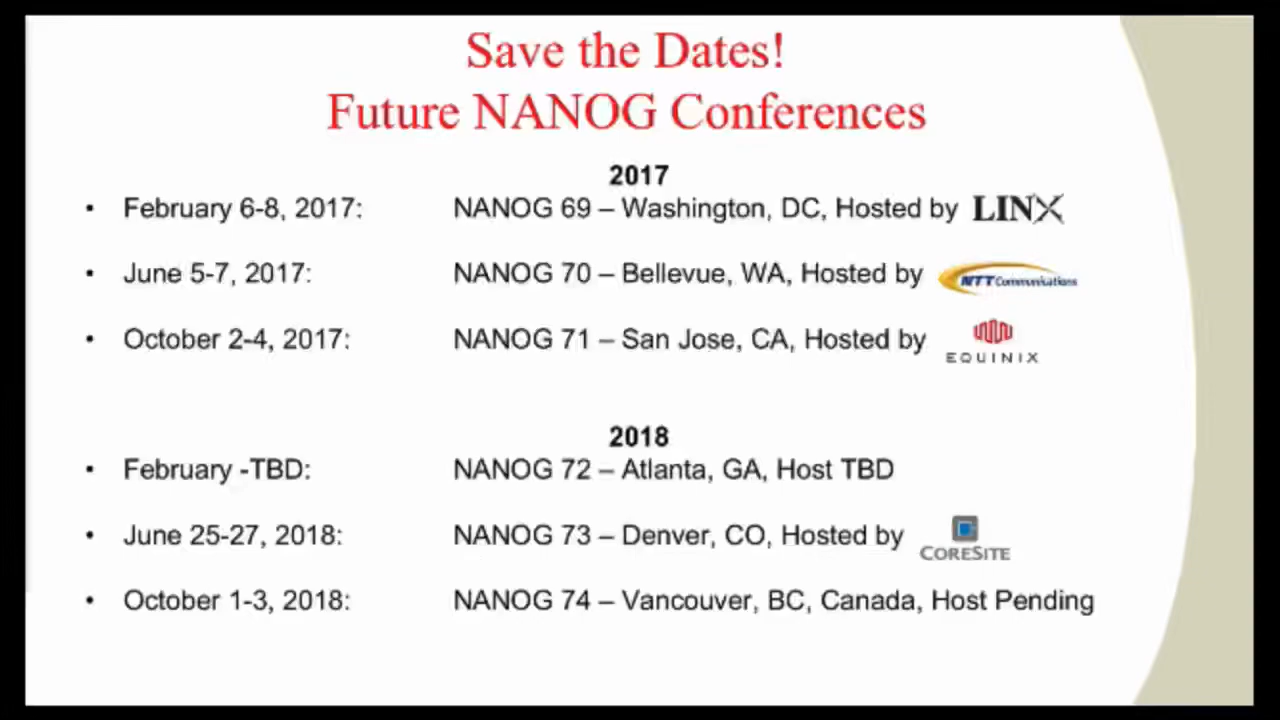 Save the Dates!
Future NANOG Conferences
2017
• February 6-8, 2017: NANOG 69 – Washington, DC, Hosted by LINX
• June 5-7, 2017: NANOG 70 – Bellevue, WA, Hosted by NTT Communications
• October 2-4, 2017: NANOG 71 – San Jose, CA, Hosted by EQUINIX
2018
• February -TBD: NANOG 72 – Atlanta, GA, Host TBD
• June 25-27, 2018: NANOG 73 – Denver, CO, Hosted by CORESITE
• October 1-3, 2018: NANOG 74 – Vancouver, BC, Canada, Host Pending